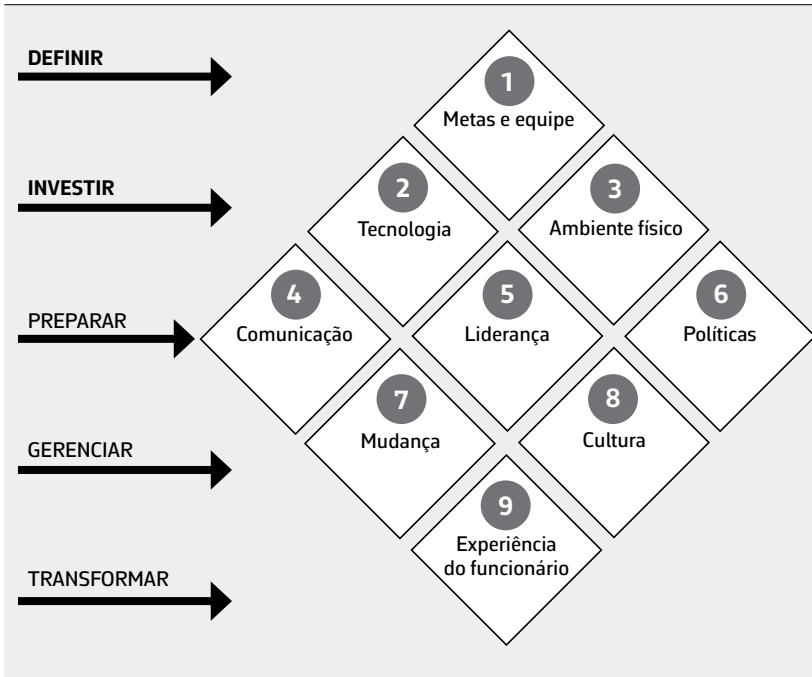 DEFINIR
1
Metas e equipe
INVESTIR
2
Tecnologia
3
Ambiente físico
PREPARAR
4
Comunicação
5
Liderança
6
Políticas
GERENCIAR
7
Mudança
8
Cultura
TRANSFORMAR
9
Experiência
do funcionário